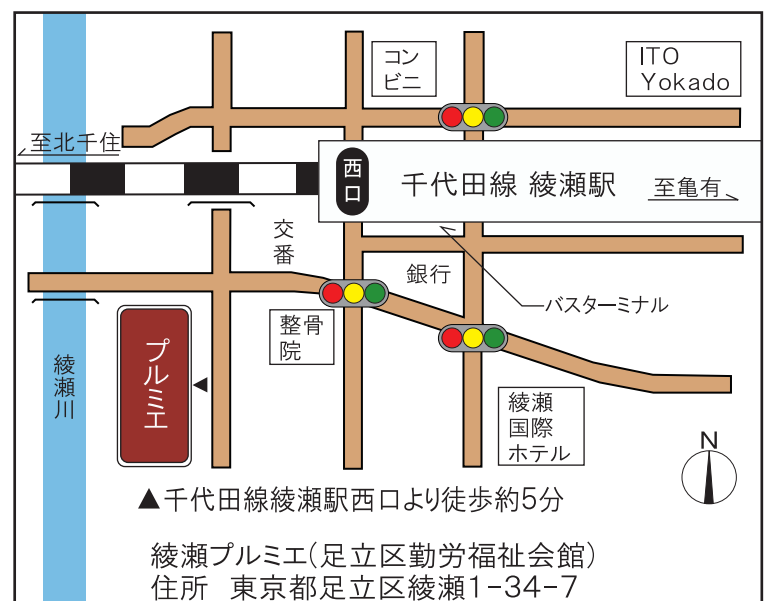 コン
ビニ
ITO
Yokado
至北千住
西口
千代田線 綾瀬駅
至亀有
交番
銀行
バスターミナル
整骨
院
プルミエ
綾瀬川
綾瀬
国際
ホテル
N
▲千代田線綾瀬駅西口より徒歩約5分
綾瀬プルミエ(足立区勤労福祉会館)
住所 東京都足立区綾瀬1-34-7